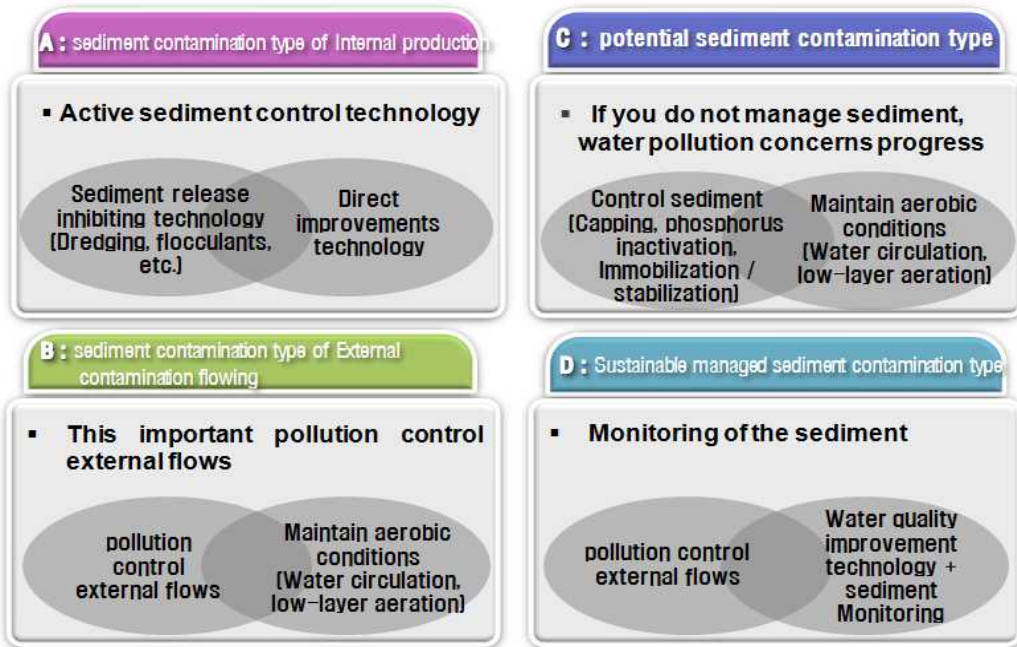 A : sediment contamination type of Internal production
▪ Active sediment control technology
Sediment release
inhibiting technology
(Dredging, flocculants,
etc.)
Direct
improvements
technology
C : potential sediment contamination type
▪ If you do not manage sediment,
water pollution concerns progress
Control sediment
(Capping, phosphorus
inactivation,
Immobilization /
stabilization)
Maintain aerobic
conditions
(Water circulation,
low-layer aeration)
B : sediment contamination type of External
contamination flowing
▪ This important pollution control
external flows
pollution
control
external flows
Maintain aerobic
conditions
(Water circulation,
low-layer aeration)
D : Sustainable managed sediment contamination type
▪ Monitoring of the sediment
pollution control
external flows
Water quality
improvement
technology +
sediment
Monitoring